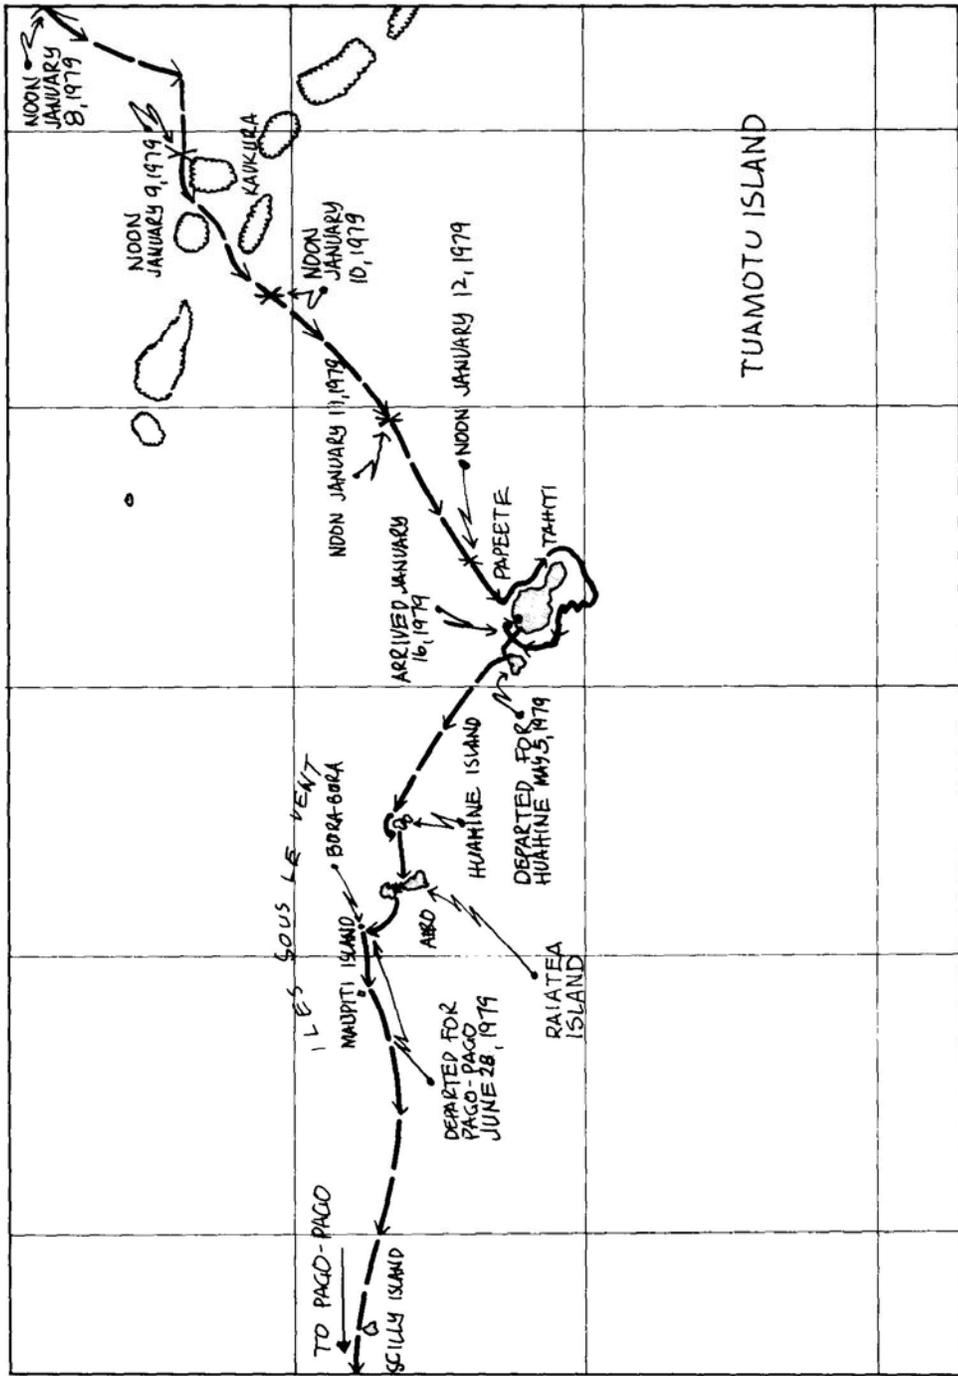 NOON
JANUARY
8, 1979
NOON
JANUARY 9, 1979
KAUKURA
NOON
JANUARY
10, 1979
NOON JANUARY 11, 1979
NOON JANUARY 12, 1979
TUAMOTU ISLAND
PAPEETE
TAHITI
ARRIVED JANUARY
16, 1979
DEPARTED FOR
HUAHINE MAY 5, 1979
HUAHINE ISLAND
ILES SOUS LE VENT
BORA-BORA
MAUPITI ISLAND
RAIATEA
ISLAND
DEPARTED FOR
PAGO-PAGO
JUNE 28, 1979
TO PAGO-PAGO
SCILLY ISLAND